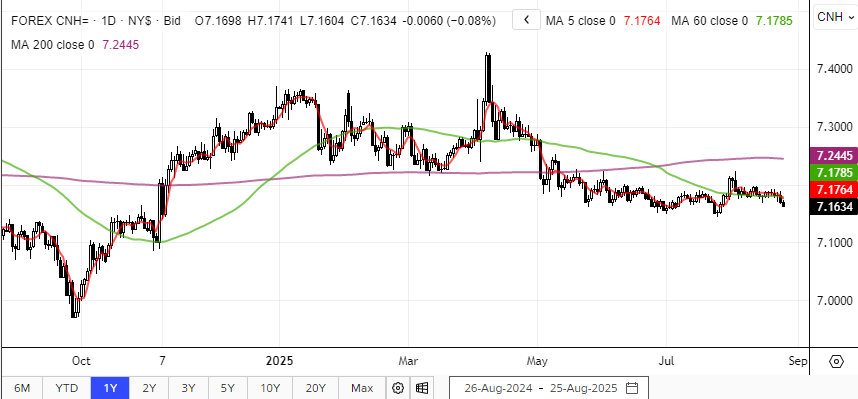 FOREX CNH= · 1D · NY$ · Bid O7.1698 H7.1741 L7.1604 C7.1634 -0.0060 (−0.08%) MA 5 close 0 7.1764 MA 60 close 0 7.1785 CNH
MA 200 close 0 7.2445
7.4000
7.3000
7.2445
7.1785
7.1764
7.1634
7.1000
7.0000
Oct 7 2025 Mar May Jul Sep
6M YTD 1Y 2Y 3Y 5Y 10Y 20Y Max 26-Aug-2024 - 25-Aug-2025